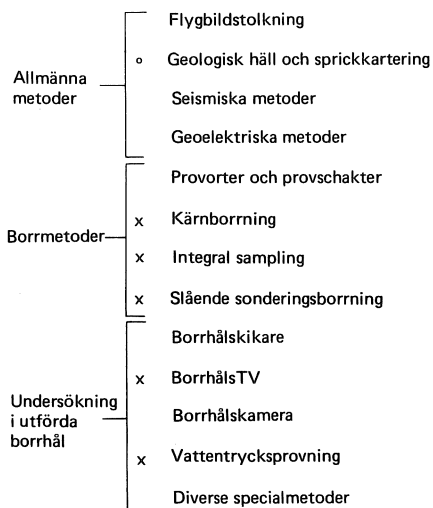 Flygbildstolkning
o Geologisk häll och sprickkartering
Allmänna
metoder
Seismiska metoder
Geoelektriska metoder
Provorter och provschakter
x Kärnborrning
Borrmetoder
x Integral sampling
x Slående sonderingsborrning
Borrhålskikare
x BorrhålsTV
Undersökning
i utförda
borrhål
Borrhålskamera
x Vattentrycksprovning
Diverse specialmetoder